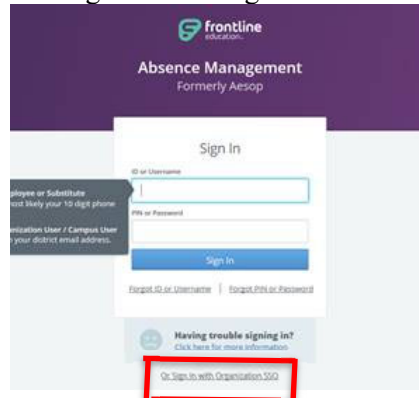 frontline
education.
Absence Management
Formerly Aesop
Sign In
ID or Username
ployee or Substitute
most likely your 10 digit phone
PIN or Password
nization User / Campus User
your district email address.
Sign In
Forgot ID or Username | Forgot PIN or Password
Having trouble signing in?
Click here for more information
Or Sign In with Organization SSO